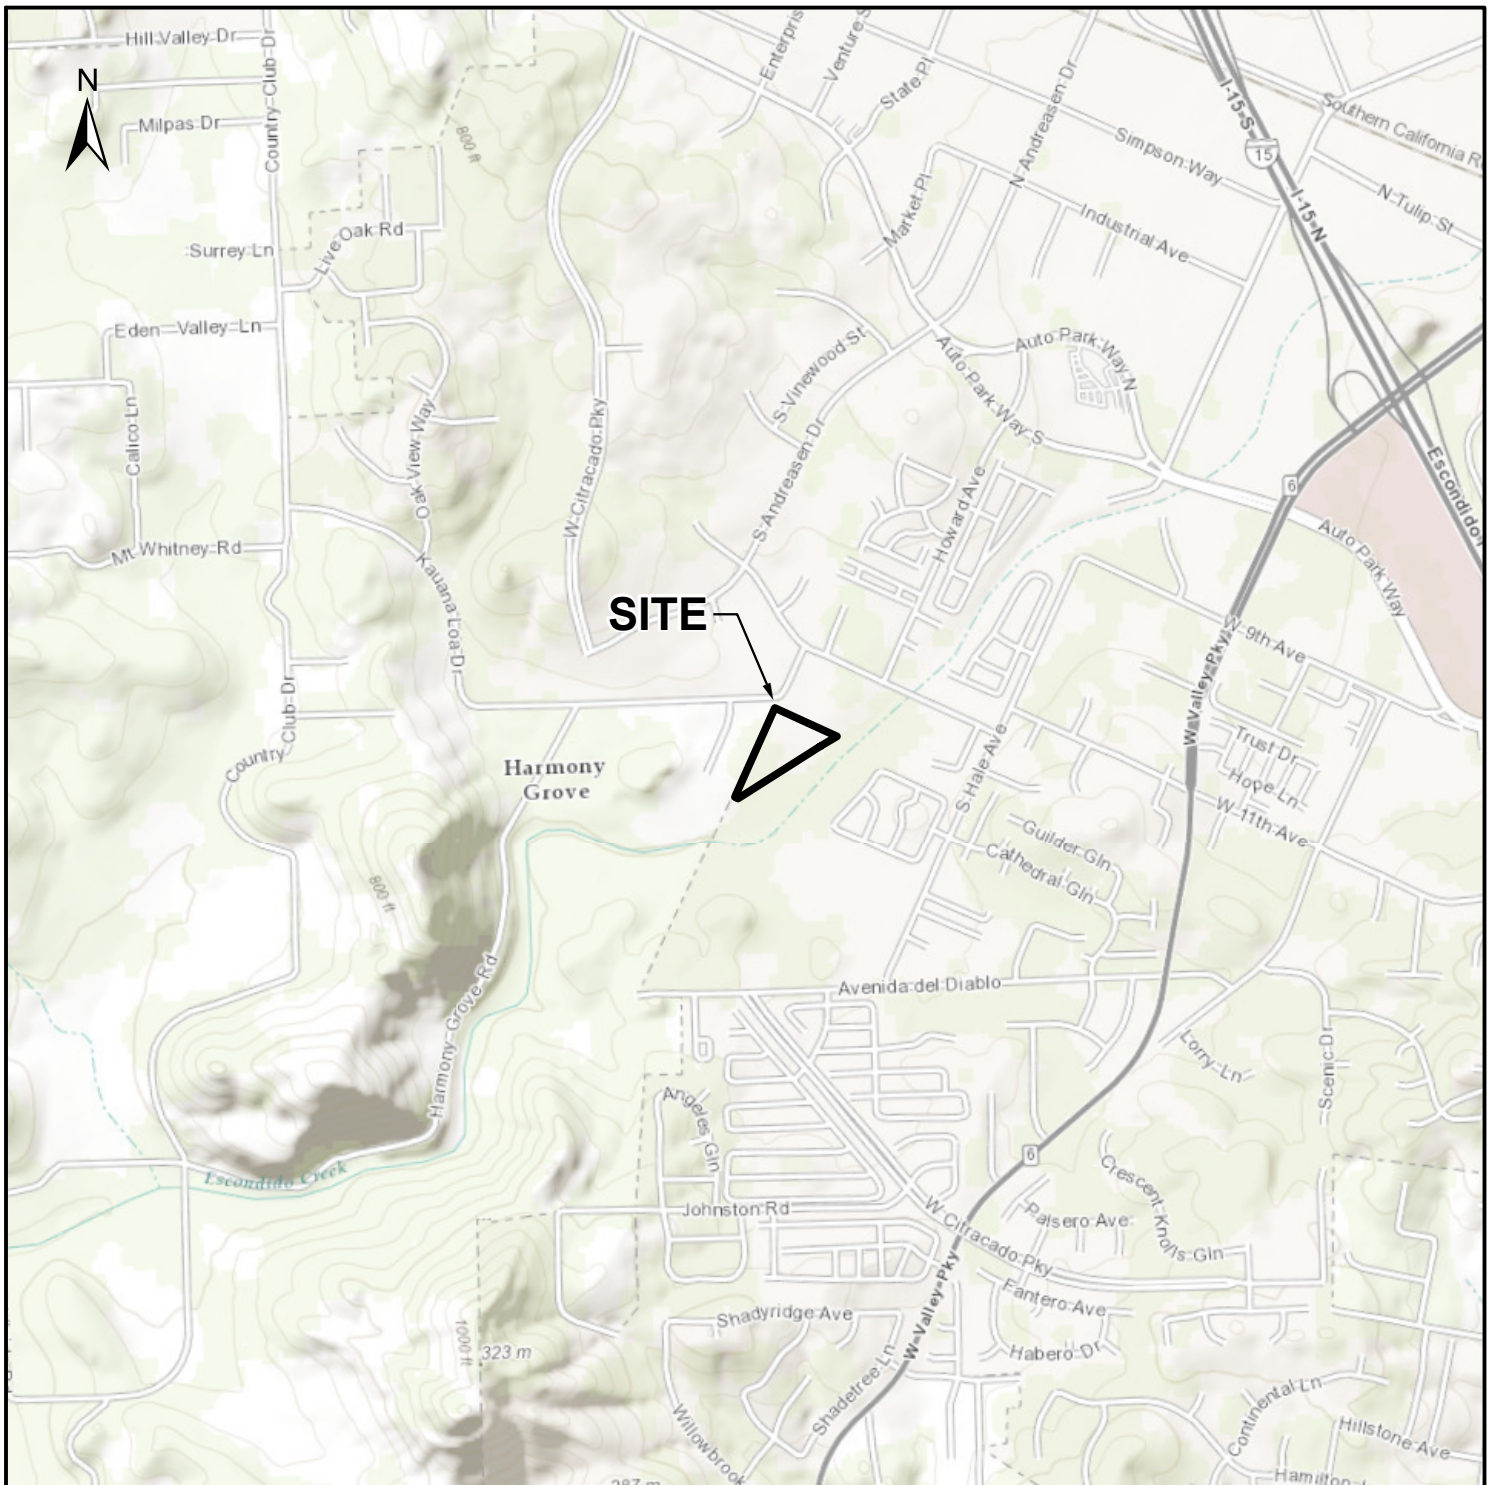 Hill Valley Dr
N
Country Club Dr
Milpas Dr
800 ft
Enterpris
Venture S
State Pl
N Andreasen Dr
Simpson Way
I-15 S
15
Southern California R
N Tulip St
I-15 N
Market Pl
Industrial Ave
Surrey Ln
Live Oak Rd
Eden Valley Ln
S Vinewood St
Auto Park Way N
Auto Park Way S
Calico Ln
Oak View Way
W Citracado Pky
S Andreasen Dr
Howard Ave
6
Escondido
Auto Park Way
Mt Whitney Rd
Kauana Loa Dr
SITE
W 9th Ave
W Valley Pky
Country Club Dr
Harmony
Grove
S Hale Ave
Trust Dr
Hope Ln
W 11th Ave
Guilder Gln
Cathedral Gln
800 ft
Harmony Grove Rd
Avenida del Diablo
Lorry Ln
Scenic Dr
Angeles Gln
6
Crescent Knolls Gln
Escondido Creek
Johnston Rd
Palsero Ave
W Citracado Pky
Fantero Ave
Shadyridge Ave
W Valley Pky
Habero Dr
1000 ft
323 m
Shadetree Ln
Willowbrook
Continental Ln
Hillstone Ave
Hamilton